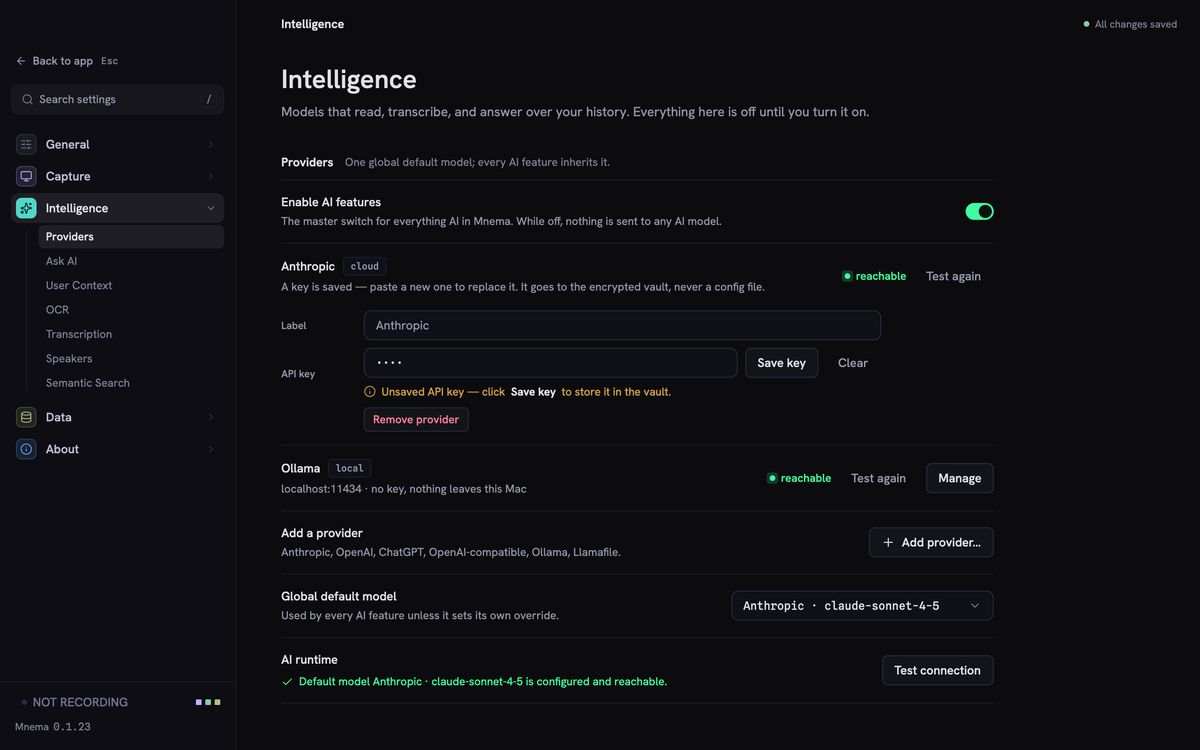 Back to app Esc
Search settings /
General
Capture
Intelligence
Providers
Ask AI
User Context
OCR
Transcription
Speakers
Semantic Search
Data
About
NOT RECORDING
Mnema 0.1.23
Intelligence
All changes saved
Intelligence
Models that read, transcribe, and answer over your history. Everything here is off until you turn it on.
Providers One global default model; every AI feature inherits it.
Enable AI features
The master switch for everything AI in Mnema. While off, nothing is sent to any AI model.
Anthropic cloud
A key is saved — paste a new one to replace it. It goes to the encrypted vault, never a config file.
reachable Test again
Label Anthropic
API key •••• Save key Clear
Unsaved API key — click Save key to store it in the vault.
Remove provider
Ollama local
localhost:11434 · no key, nothing leaves this Mac
reachable Test again Manage
Add a provider
Anthropic, OpenAI, ChatGPT, OpenAI-compatible, Ollama, Llamafile.
+ Add provider...
Global default model
Used by every AI feature unless it sets its own override.
Anthropic · claude-sonnet-4-5
AI runtime
Default model Anthropic · claude-sonnet-4-5 is configured and reachable.
Test connection